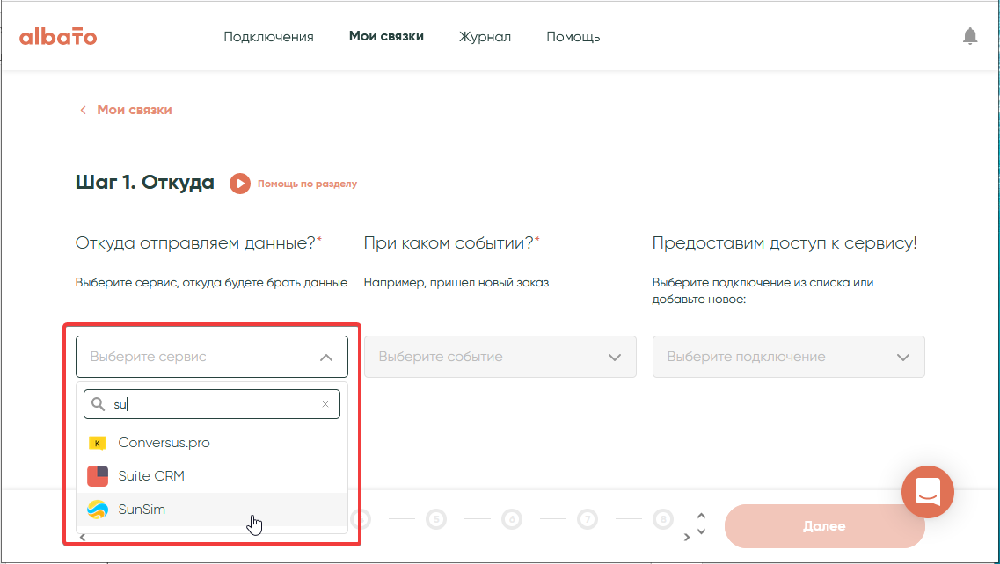 albato
Подключения
Мои связки
Журнал
Помощь
Мои связки
Шаг 1. Откуда
Помощь по разделу
Откуда отправляем данные?*
При каком событии?*
Предоставим доступ к сервису!
Выберите сервис, откуда будете брать данные
Например, пришел новый заказ
Выберите подключение из списка или
добавьте новое:
Выберите сервис
Выберите событие
Выберите подключение
su
K
Conversus.pro
Suite CRM
SunSim
5
6
7
8
Далее